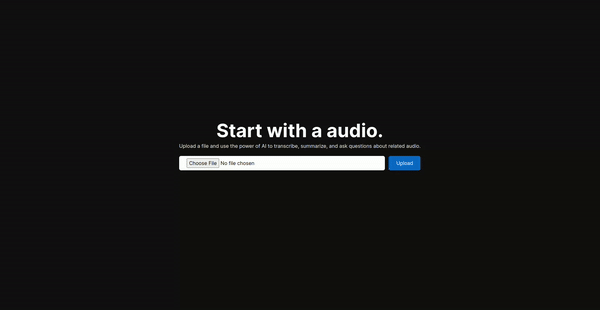 Start with a audio.
Upload a file and use the power of AI to transcribe, summarize, and ask questions about related audio.
Choose File No file chosen Upload